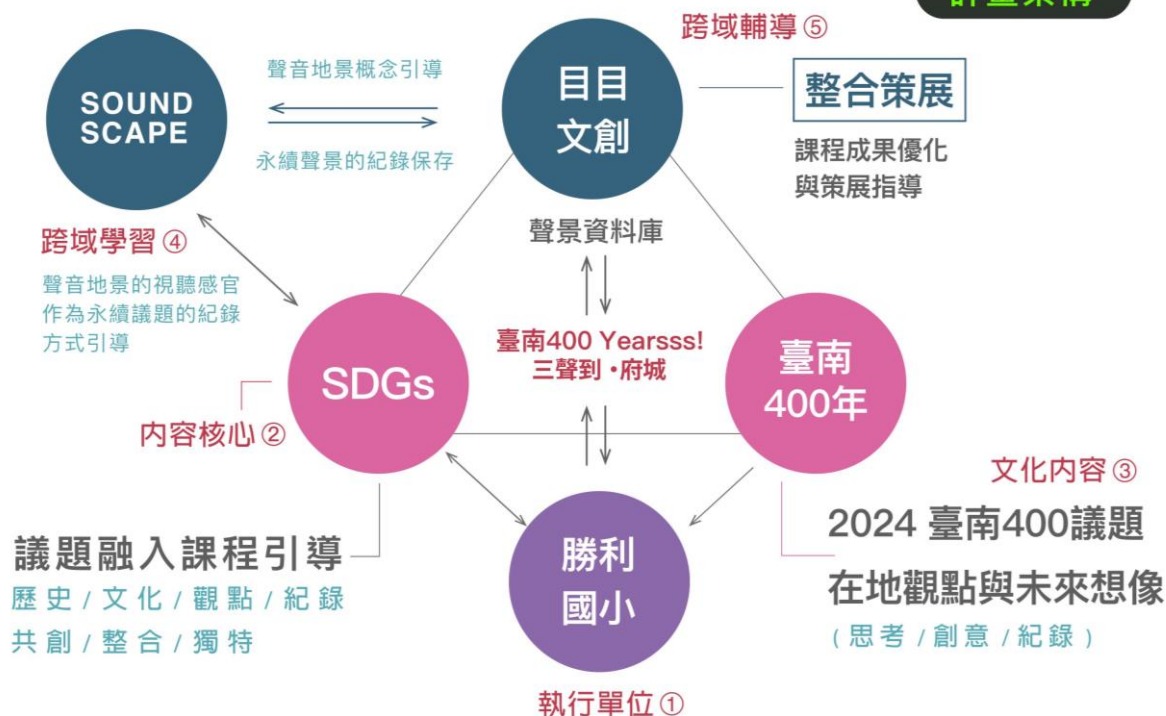 計畫架構
跨域輔導⑤
SOUND
SCAPE
聲音地景概念引導
永續聲景的紀錄保存
目目
文創
整合策展
課程成果優化
與策展指導
跨域學習④
聲音地景的視聽感官
作為永續議題的紀錄
方式引導
聲景資料庫
臺南400 Yearsss!
三聲到・府城
SDGs
臺南
400年
內容核心②
文化內容③
議題融入課程引導
歷史/文化/觀點/紀錄
共創/整合/獨特
勝利
國小
2024 臺南400議題
在地觀點與未來想像
(思考/創意/紀錄)
執行單位①